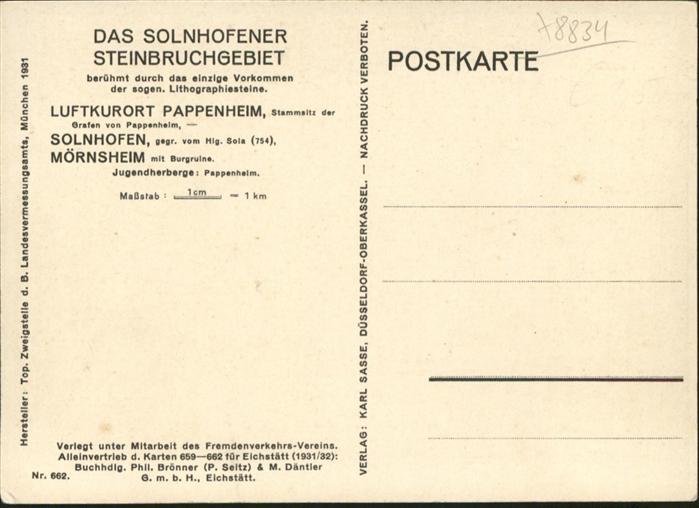 DAS SOLNHOFENER
STEINBRUCHGEBIET
berühmt durch das einzige Vorkommen
der sogen. Lithographiesteine.
LUFTKURORT PAPPENHEIM, Stammsitz der
Grafen von Pappenheim, —
SOLNHOFEN, gegr. vom Hlg. Sola (754),
MÖRNSHEIM mit Burgruine.
Jugendherberge: Pappenheim.
Maßstab: 1cm = 1 km
Verlegt unter Mitarbeit des Fremdenverkehrs-Vereins.
Alleinvertrieb d. Karten 659—662 für Eichstätt (1931/32):
Buchhdlg. Phil. Brönner (P. Seitz) & M. Däntler
Nr. 662. G. m. b. H., Eichstätt.
Hersteller: Top. Zweigstelle d. B. Landesvermessungsamts, München 1931
VERLAG: KARL SASSE, DÜSSELDORF-OBERKASSEL. — NACHDRUCK VERBOTEN.
POSTKARTE
78834